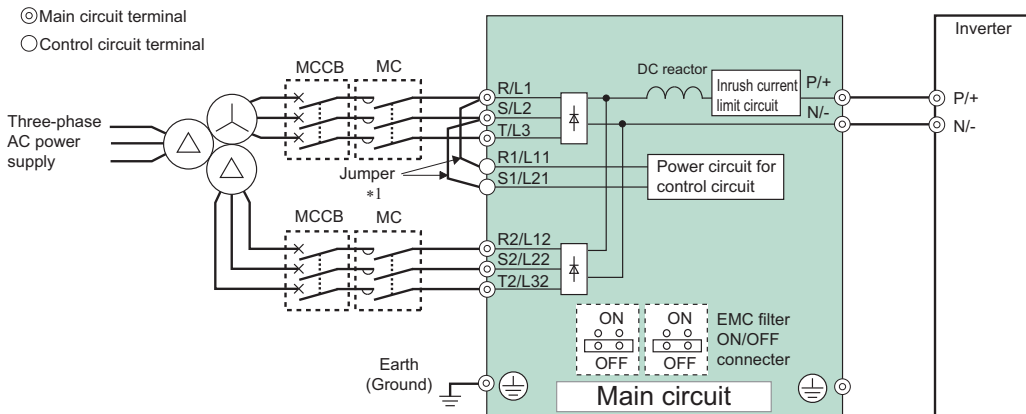 Main circuit terminal
Control circuit terminal
Three-phase
AC power
supply
MCCB
MC
R/L1
S/L2
T/L3
R1/L11
S1/L21
Jumper
*1
DC reactor
Inrush current
limit circuit
P/+
N/-
Power circuit for
control circuit
Inverter
P/+
N/-
MCCB
MC
R2/L12
S2/L22
T2/L32
ON
OFF
ON
OFF
EMC filter
ON/OFF
connecter
Earth
(Ground)
Main circuit